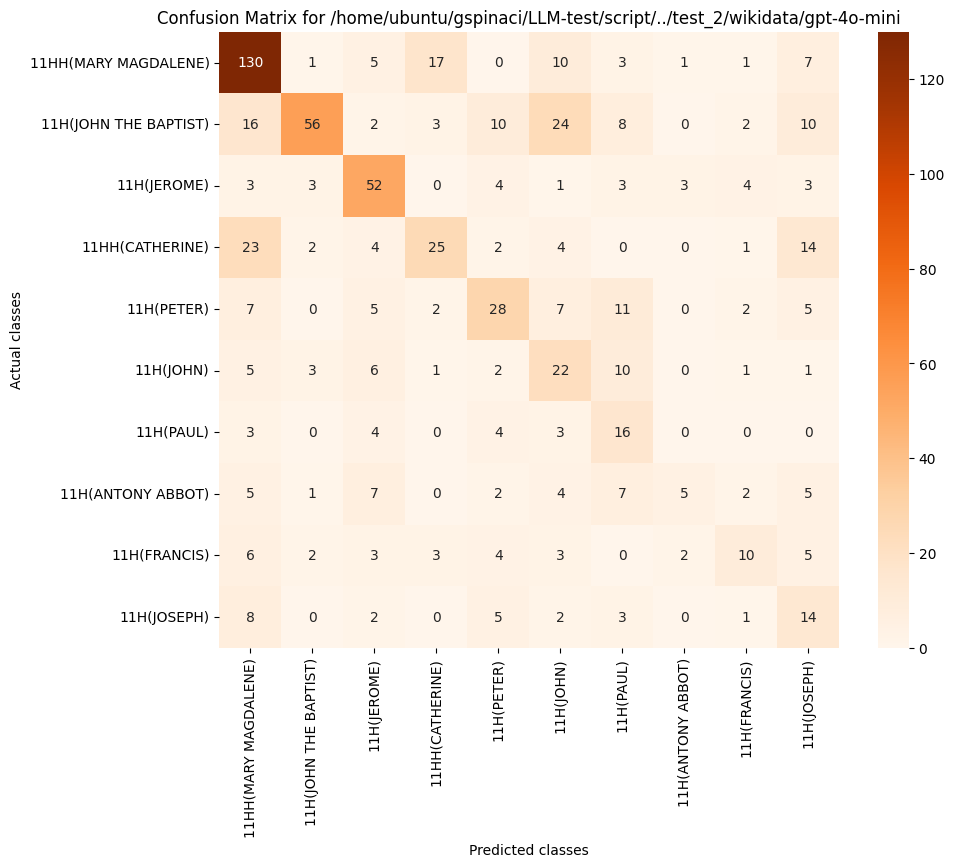 Confusion Matrix for /home/ubuntu/gspinaci/LLM-test/script/../test_2/wikidata/gpt-4o-mini
Actual classes
11HH(MARY MAGDALENE) 130 1 5 17 0 10 3 1 1 7
11H(JOHN THE BAPTIST) 16 56 2 3 10 24 8 0 2 10
11H(JEROME) 3 3 52 0 4 1 3 3 4 3
11HH(CATHERINE) 23 2 4 25 2 4 0 0 1 14
11H(PETER) 7 0 5 2 28 7 11 0 2 5
11H(JOHN) 5 3 6 1 2 22 10 0 1 1
11H(PAUL) 3 0 4 0 4 3 16 0 0 0
11H(ANTONY ABBOT) 5 1 7 0 2 4 7 5 2 5
11H(FRANCIS) 6 2 3 3 4 3 0 2 10 5
11H(JOSEPH) 8 0 2 0 5 2 3 0 1 14
11HH(MARY MAGDALENE)
11H(JOHN THE BAPTIST)
11H(JEROME)
11HH(CATHERINE)
11H(PETER)
11H(JOHN)
11H(PAUL)
11H(ANTONY ABBOT)
11H(FRANCIS)
11H(JOSEPH)
Predicted classes
120
100
80
60
40
20
0